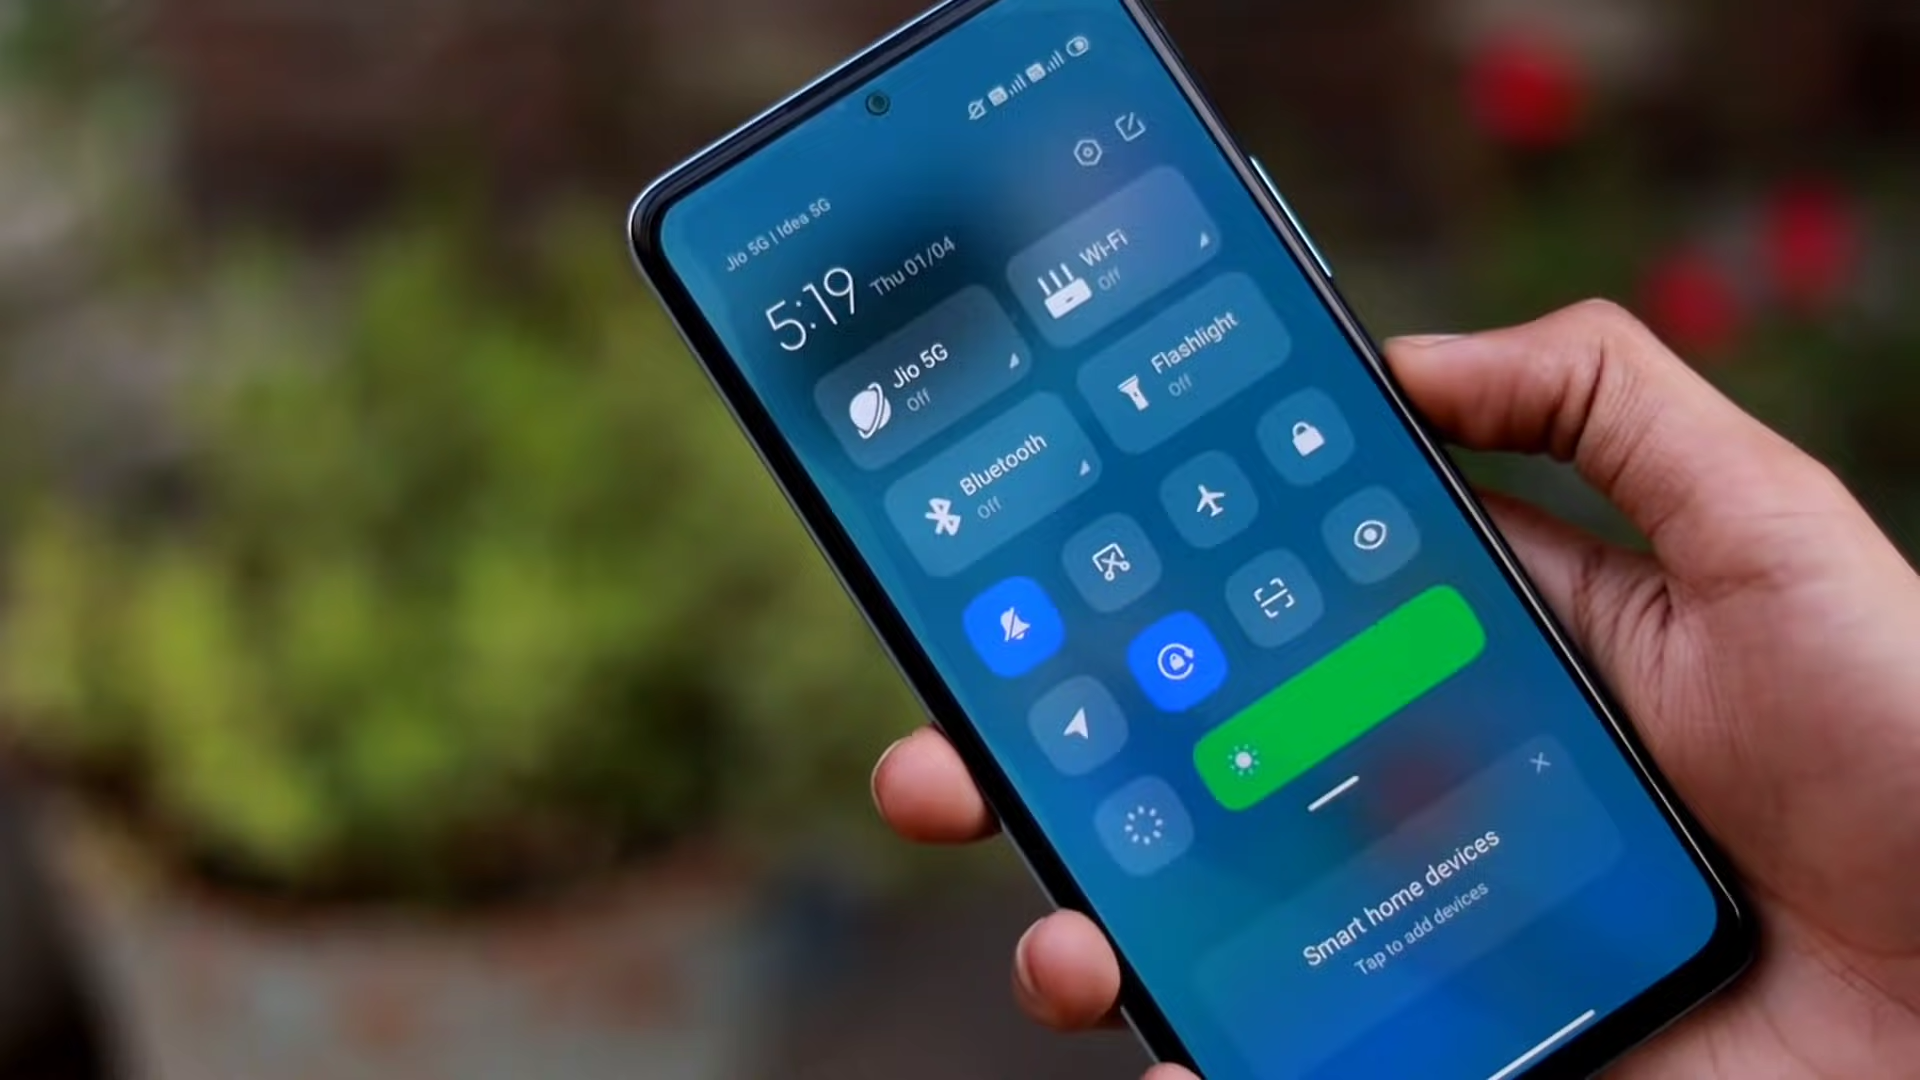 Jio 5G | Idea 5G
5:19 Thu 01/04
Jio 5G
Off
Wi-Fi
Off
Bluetooth
Off
Flashlight
Off
Smart home devices
Tap to add devices